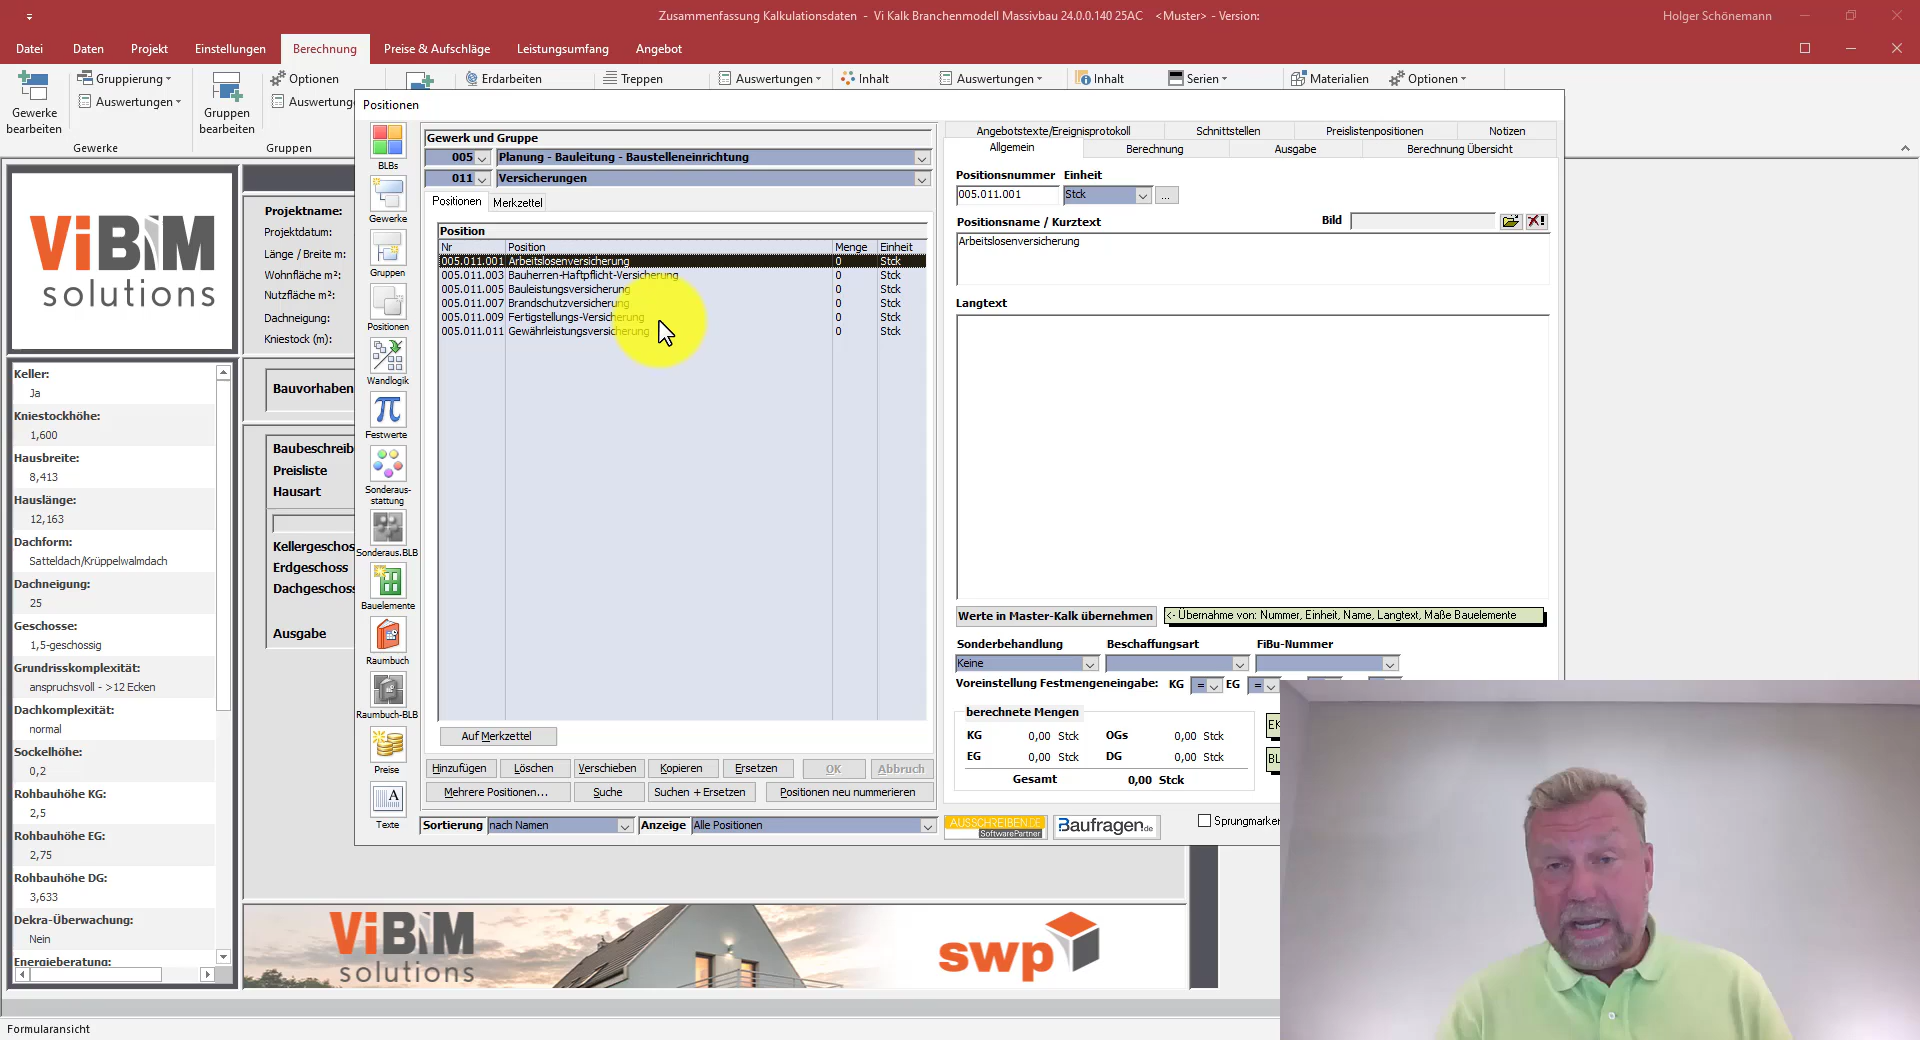 Zusammenfassung Kalkulationsdaten - Vi Kalk Branchenmodell Massivbau 24.0.0.140 25AC <Muster> - Version:
Holger Schönemann
Datei Daten Projekt Einstellungen Berechnung Preise & Aufschläge Leistungsumfang Angebot
Gewerke bearbeiten
Gruppierung
Auswertungen
Gewerke
Gruppen bearbeiten
Optionen
Gruppen
Erdarbeiten
Treppen
Auswertungen
Inhalt
Auswertungen
Inhalt
Serien
Materialien
Optionen
ViBiM
solutions
Projektname:
Projektdatum:
Länge / Breite m:
Wohnfläche m²:
Nutzfläche m²:
Dachneigung:
Kniestock (m):
Keller:
Ja
Kniestockhöhe:
1,600
Hausbreite:
8,413
Hauslänge:
12,163
Dachform:
Satteldach/Krüppelwalmdach
Dachneigung:
25
Geschosse:
1,5-geschossig
Grundrisskomplexität:
anspruchsvoll - >12 Ecken
Dachkomplexität:
normal
Sockelhöhe:
0,2
Rohbauhöhe KG:
2,5
Rohbauhöhe EG:
2,75
Rohbauhöhe DG:
3,633
Dekra-Überwachung:
Nein
Energieberatung:
Bauvorhaben
Preisliste
Hausart
Erdgeschoss
Ausgabe
Positionen
BLBs
Gewerke
Gruppen
Positionen
Wandlogik
Festwerte
Sonderaus-
stattung
Sonderaus.BLB
Bauelemente
Raumbuch
Raumbuch-BLB
Preise
Texte
Gewerk und Gruppe
005 Planung - Bauleitung - Baustelleneinrichtung
011 Versicherungen
Positionen Merkzettel
Position
Nr Position Menge Einheit
005.011.001 Arbeitslosenversicherung 0 Stck
005.011.003 Bauherren-Haftpflicht-Versicherung 0 Stck
005.011.005 Bauleistungsversicherung 0 Stck
005.011.007 Brandschutzversicherung 0 Stck
005.011.009 Fertigstellungs-Versicherung 0 Stck
005.011.011 Gewährleistungsversicherung 0 Stck
Auf Merkzettel
Hinzufügen Löschen Verschieben Kopieren Ersetzen OK Abbruch
Mehrere Positionen... Suche Suchen + Ersetzen Positionen neu nummerieren
Sortierung nach Namen Anzeige Alle Positionen
Angebotstexte/Ereignisprotokoll Schnittstellen Preislistenpositionen Notizen
Allgemein Berechnung Ausgabe Berechnung Übersicht
Positionsnummer Einheit
005.011.001 Stck ...
Positionsname / Kurztext Bild
Arbeitslosenversicherung
Langtext
Werte in Master-Kalk übernehmen <- Übernahme von: Nummer, Einheit, Name, Langtext, Maße Bauelemente
Sonderbehandlung Beschaffungsart FiBu-Nummer
Keine
Voreinstellung Festmengeneingabe: KG = EG =
berechnete Mengen
KG 0,00 Stck OGs 0,00 Stck
EG 0,00 Stck DG 0,00 Stck
Gesamt 0,00 Stck
AUSSCHREIBEN.DE
SoftwarePartner
Baufragen.de
ViBiM
solutions
swp
Formularansicht